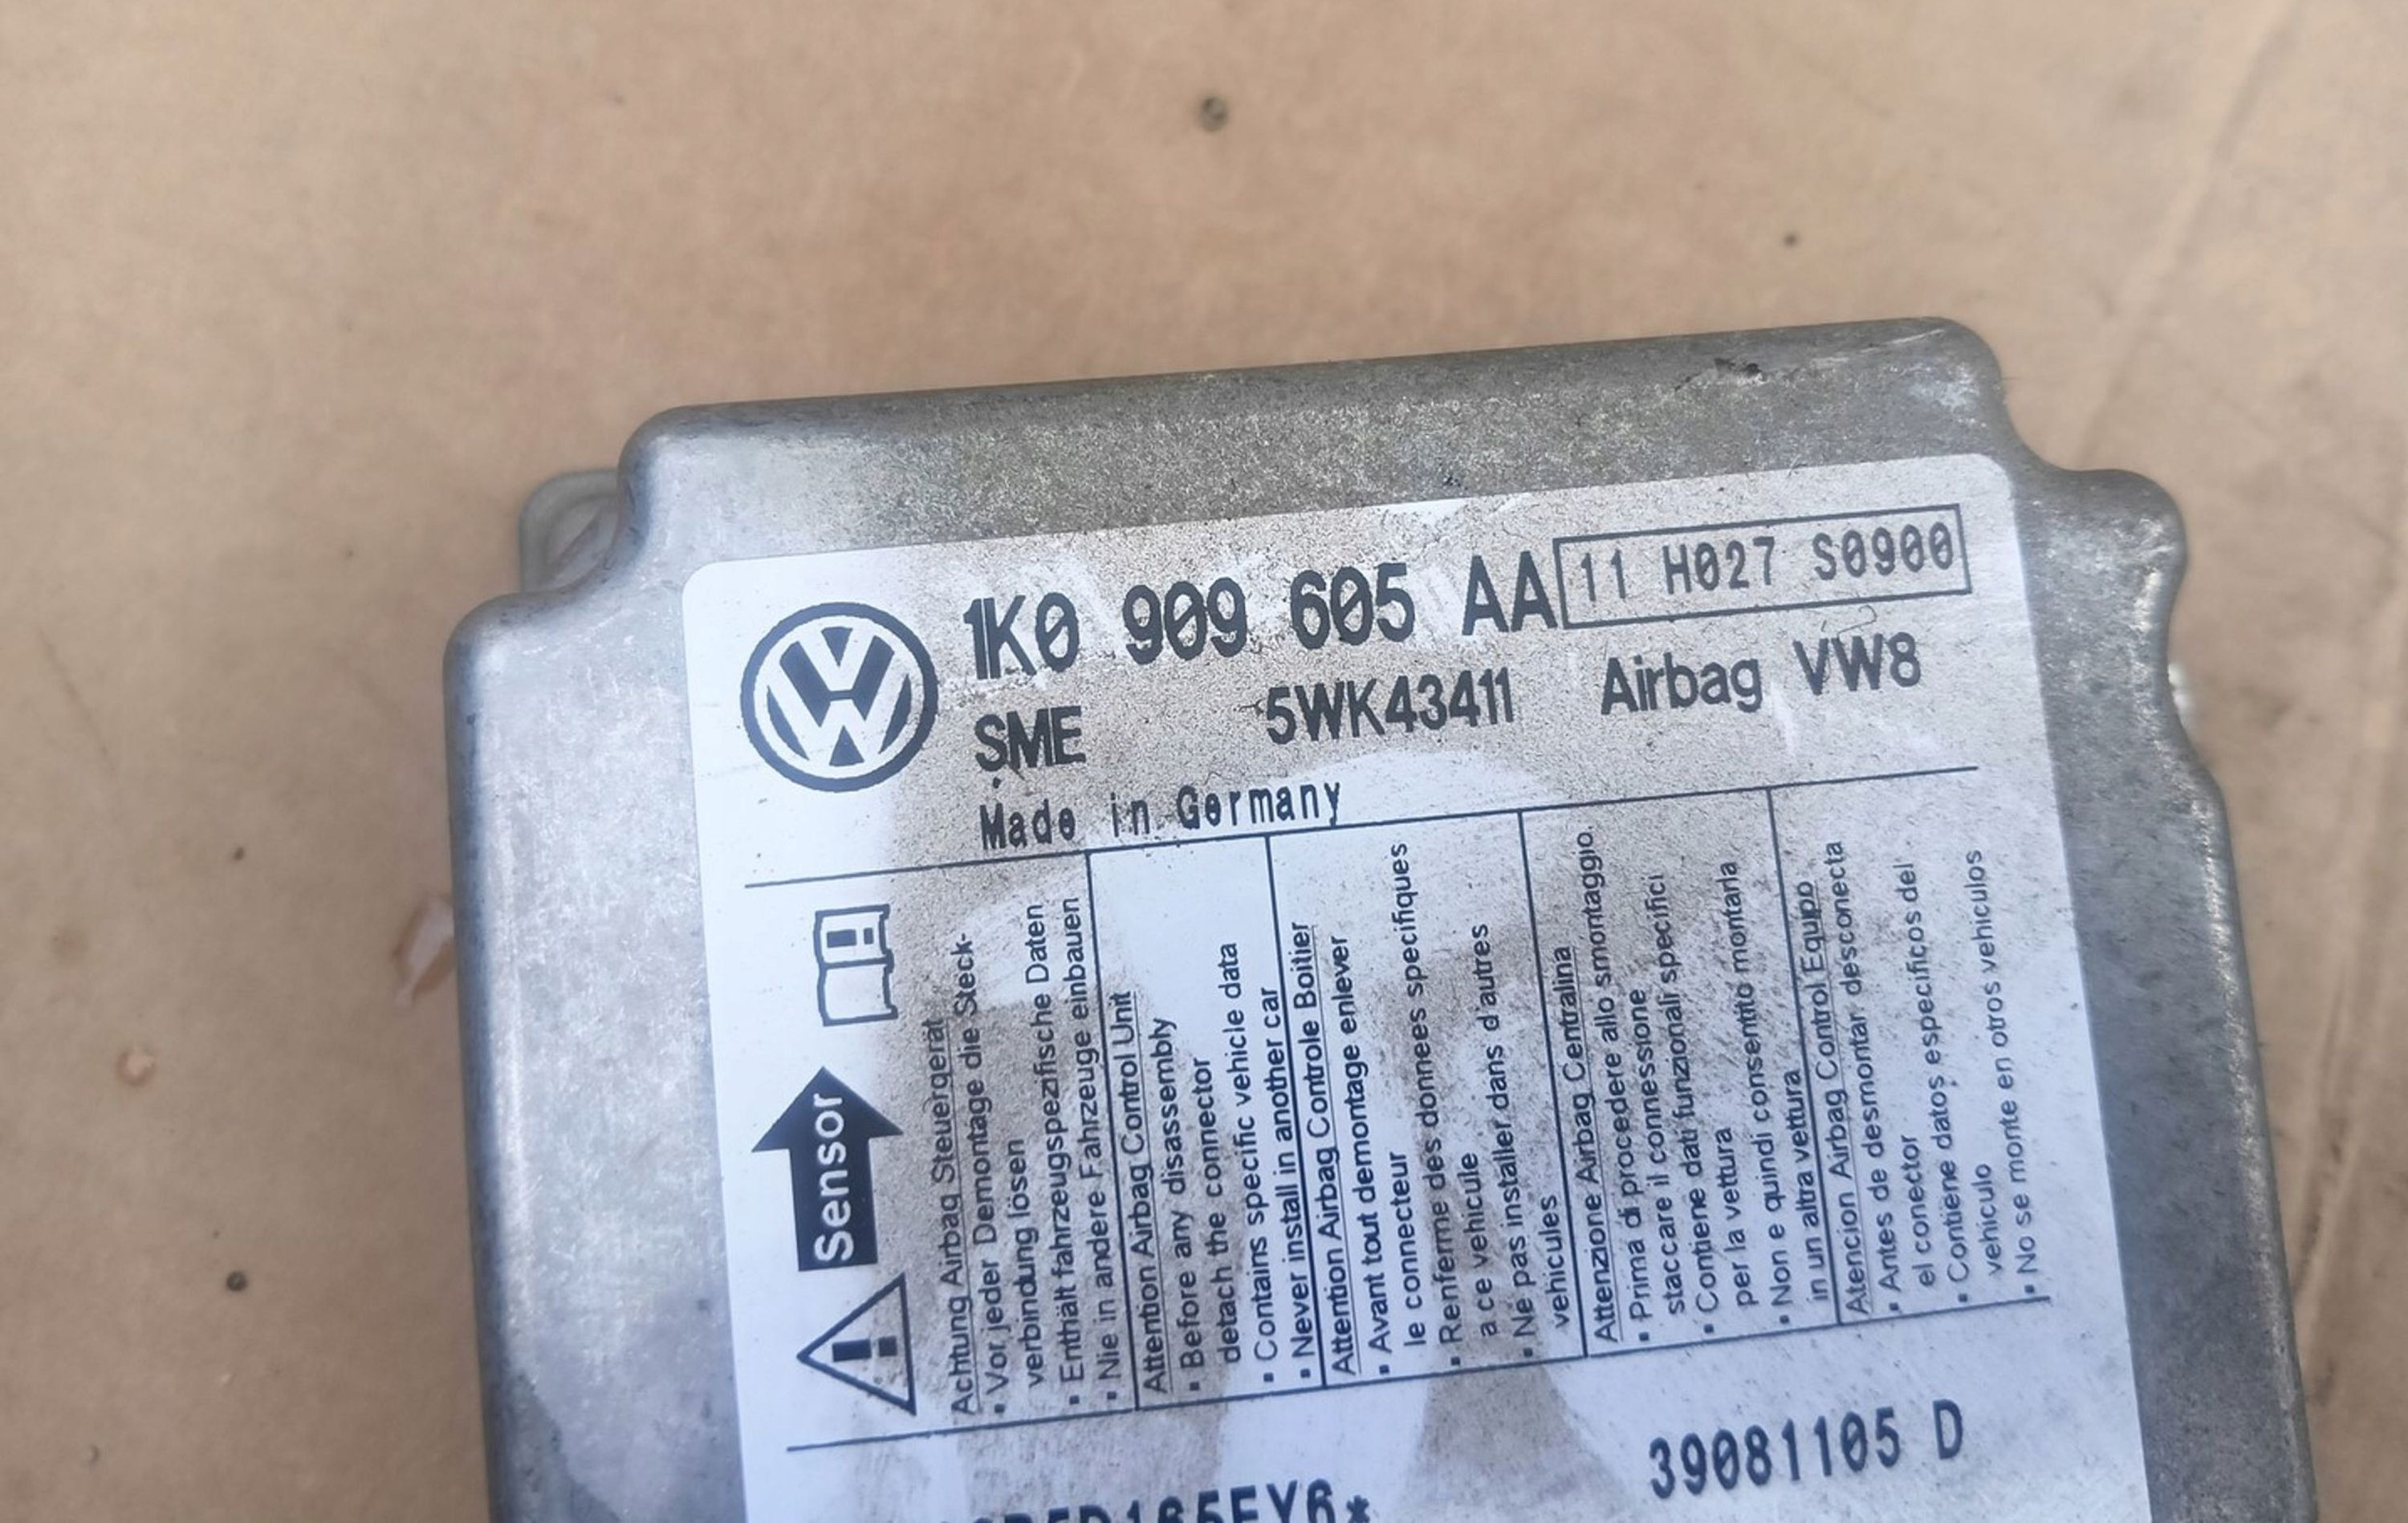 1K0 909 605 AA 11 H027 S0900
SME 5WK43411 Airbag VW8
Made in Germany
Sensor
Achtung Airbag Steuergerät
▪ Vor jeder Demontage die Steck-
verbindung lösen
▪ Enthält fahrzeugspezifische Daten
▪ Nie in andere Fahrzeuge einbauen
Attention Airbag Control Unit
▪ Before any disassembly
detach the connector
▪ Contains specific vehicle data
▪ Never install in another car
Attention Airbag Controle Boitier
▪ Avant tout demontage enlever
le connecteur
▪ Renferme des donnees specifiques
a ce vehicule
▪ Ne pas installer dans d'autres
vehicules
Attenzione Airbag Centralina
▪ Prima di procedere allo smontaggio
staccare il connessione
▪ Contiene dati funzionali specifici
per la vettura
▪ Non e quindi consentito montarla
in un altra vettura
Atencion Airbag Control Equipo
▪ Antes de desmontar desconecta
el conector
▪ Contiene datos especificos del
vehiculo
▪ No se monte en otros vehiculos
39081105 D